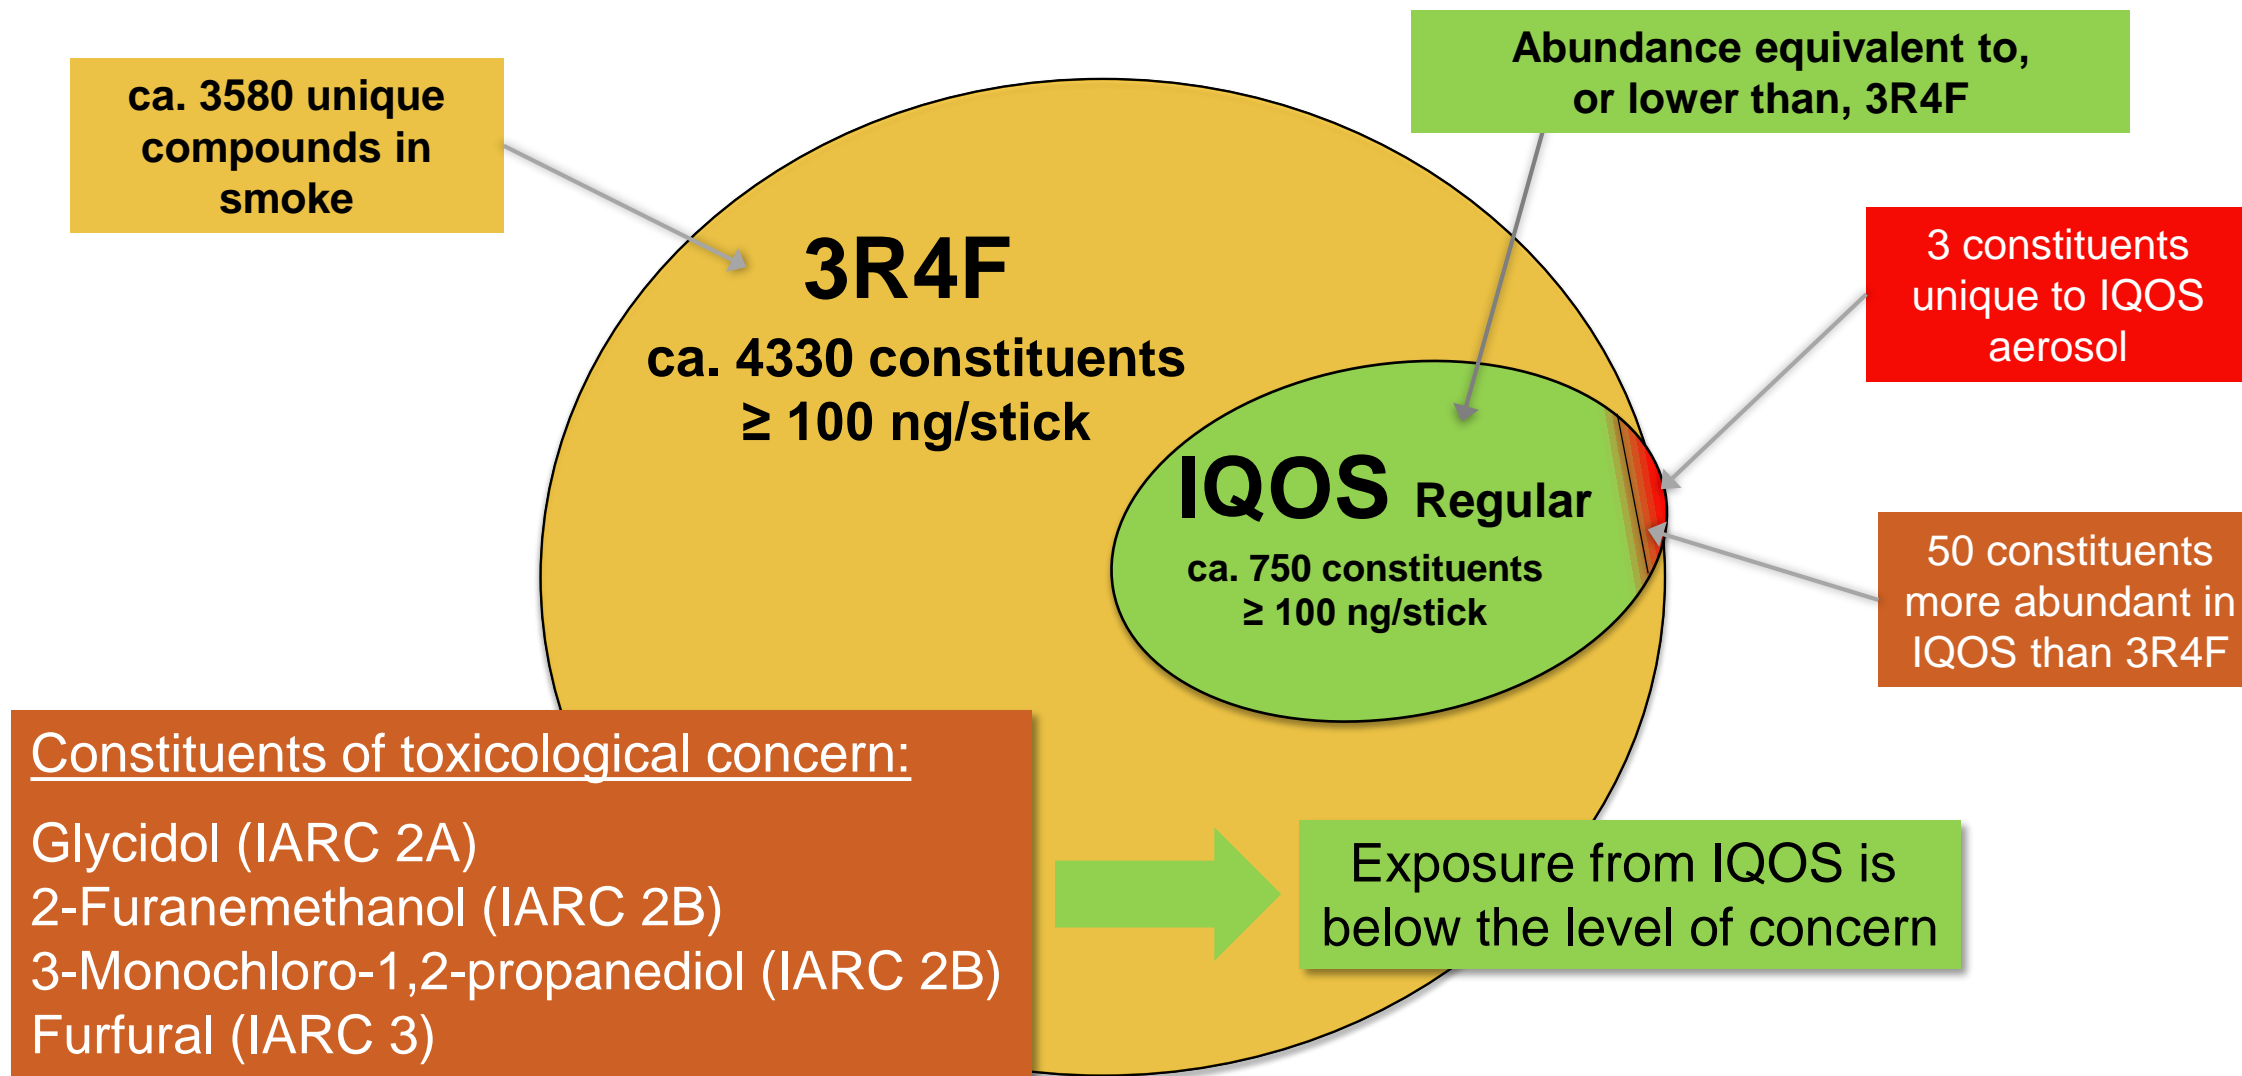 ca. 3580 unique
compounds in
smoke
Abundance equivalent to,
or lower than, 3R4F
3 constituents
unique to IQOS
aerosol
3R4F
ca. 4330 constituents
≥ 100 ng/stick
IQOS Regular
ca. 750 constituents
≥ 100 ng/stick
50 constituents
more abundant in
IQOS than 3R4F
Constituents of toxicological concern:
Glycidol (IARC 2A)
2-Furanemethanol (IARC 2B)
3-Monochloro-1,2-propanediol (IARC 2B)
Furfural (IARC 3)
Exposure from IQOS is
below the level of concern